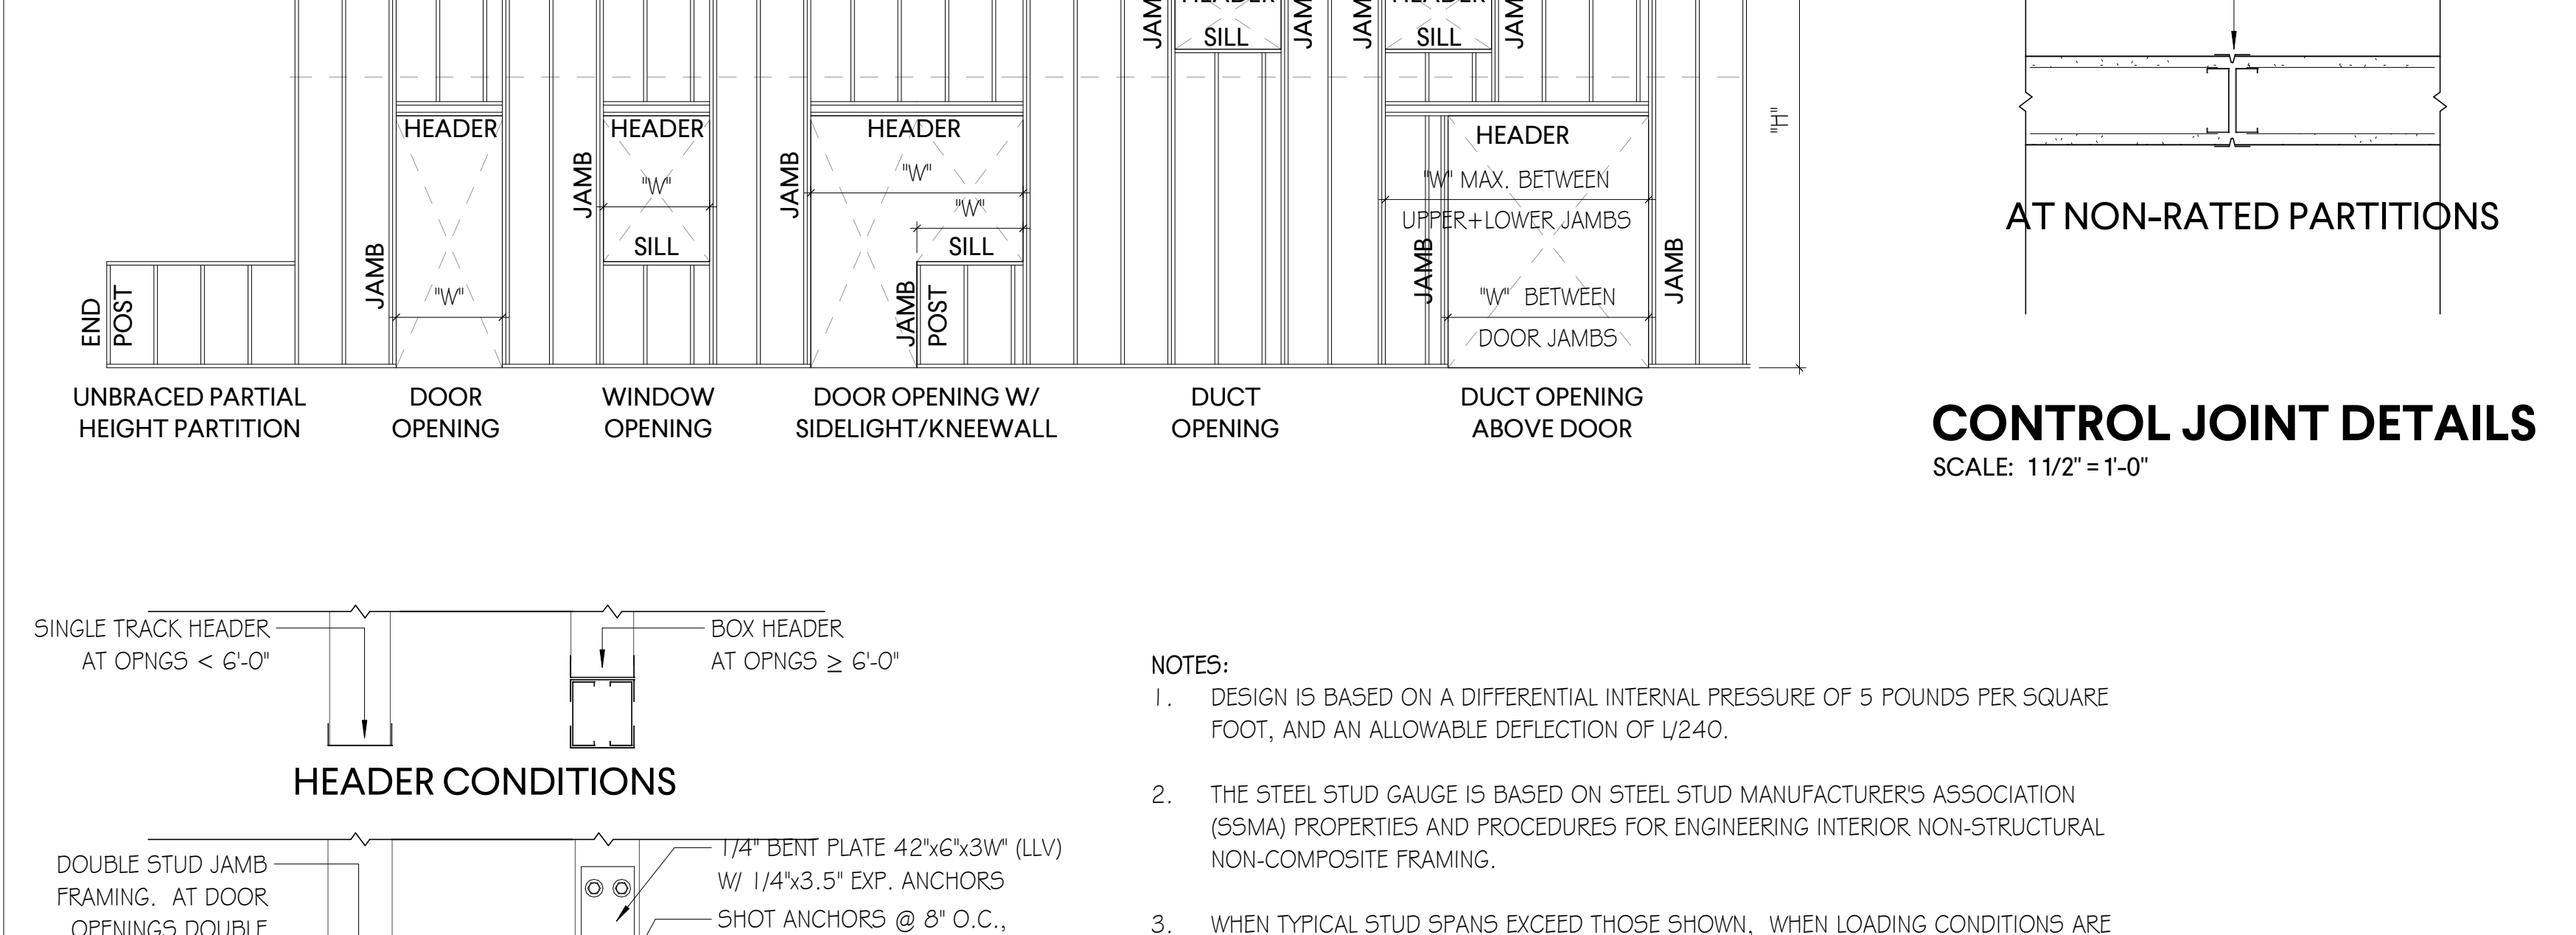 JAMB
HEADER
SILL
JAMB
JAMB
HEADER
SILL
JAMB
HEADER
JAMB
"W"
HEADER
JAMB
"W"
SILL
HEADER
JAMB
"W"
"W"
SILL
JAMB
POST
HEADER
"W" MAX. BETWEEN
UPPER+LOWER JAMBS
JAMB
"W" BETWEEN
DOOR JAMBS
JAMB
"H"
END
POST
UNBRACED PARTIAL
HEIGHT PARTITION
DOOR
OPENING
WINDOW
OPENING
DOOR OPENING W/
SIDELIGHT/KNEEWALL
DUCT
OPENING
DUCT OPENING
ABOVE DOOR
AT NON-RATED PARTITIONS
CONTROL JOINT DETAILS
SCALE: 1 1/2" = 1'-0"
SINGLE TRACK HEADER
AT OPNGS < 6'-0"
BOX HEADER
AT OPNGS ≥ 6'-0"
HEADER CONDITIONS
DOUBLE STUD JAMB
FRAMING. AT DOOR
OPENINGS DOUBLE
1/4" BENT PLATE 42"x6"x3W" (LLV)
W/ 1/4"x3.5" EXP. ANCHORS
SHOT ANCHORS @ 8" O.C.,
NOTES:
1. DESIGN IS BASED ON A DIFFERENTIAL INTERNAL PRESSURE OF 5 POUNDS PER SQUARE
FOOT, AND AN ALLOWABLE DEFLECTION OF L/240.
2. THE STEEL STUD GAUGE IS BASED ON STEEL STUD MANUFACTURER'S ASSOCIATION
(SSMA) PROPERTIES AND PROCEDURES FOR ENGINEERING INTERIOR NON-STRUCTURAL
NON-COMPOSITE FRAMING.
3. WHEN TYPICAL STUD SPANS EXCEED THOSE SHOWN, WHEN LOADING CONDITIONS ARE